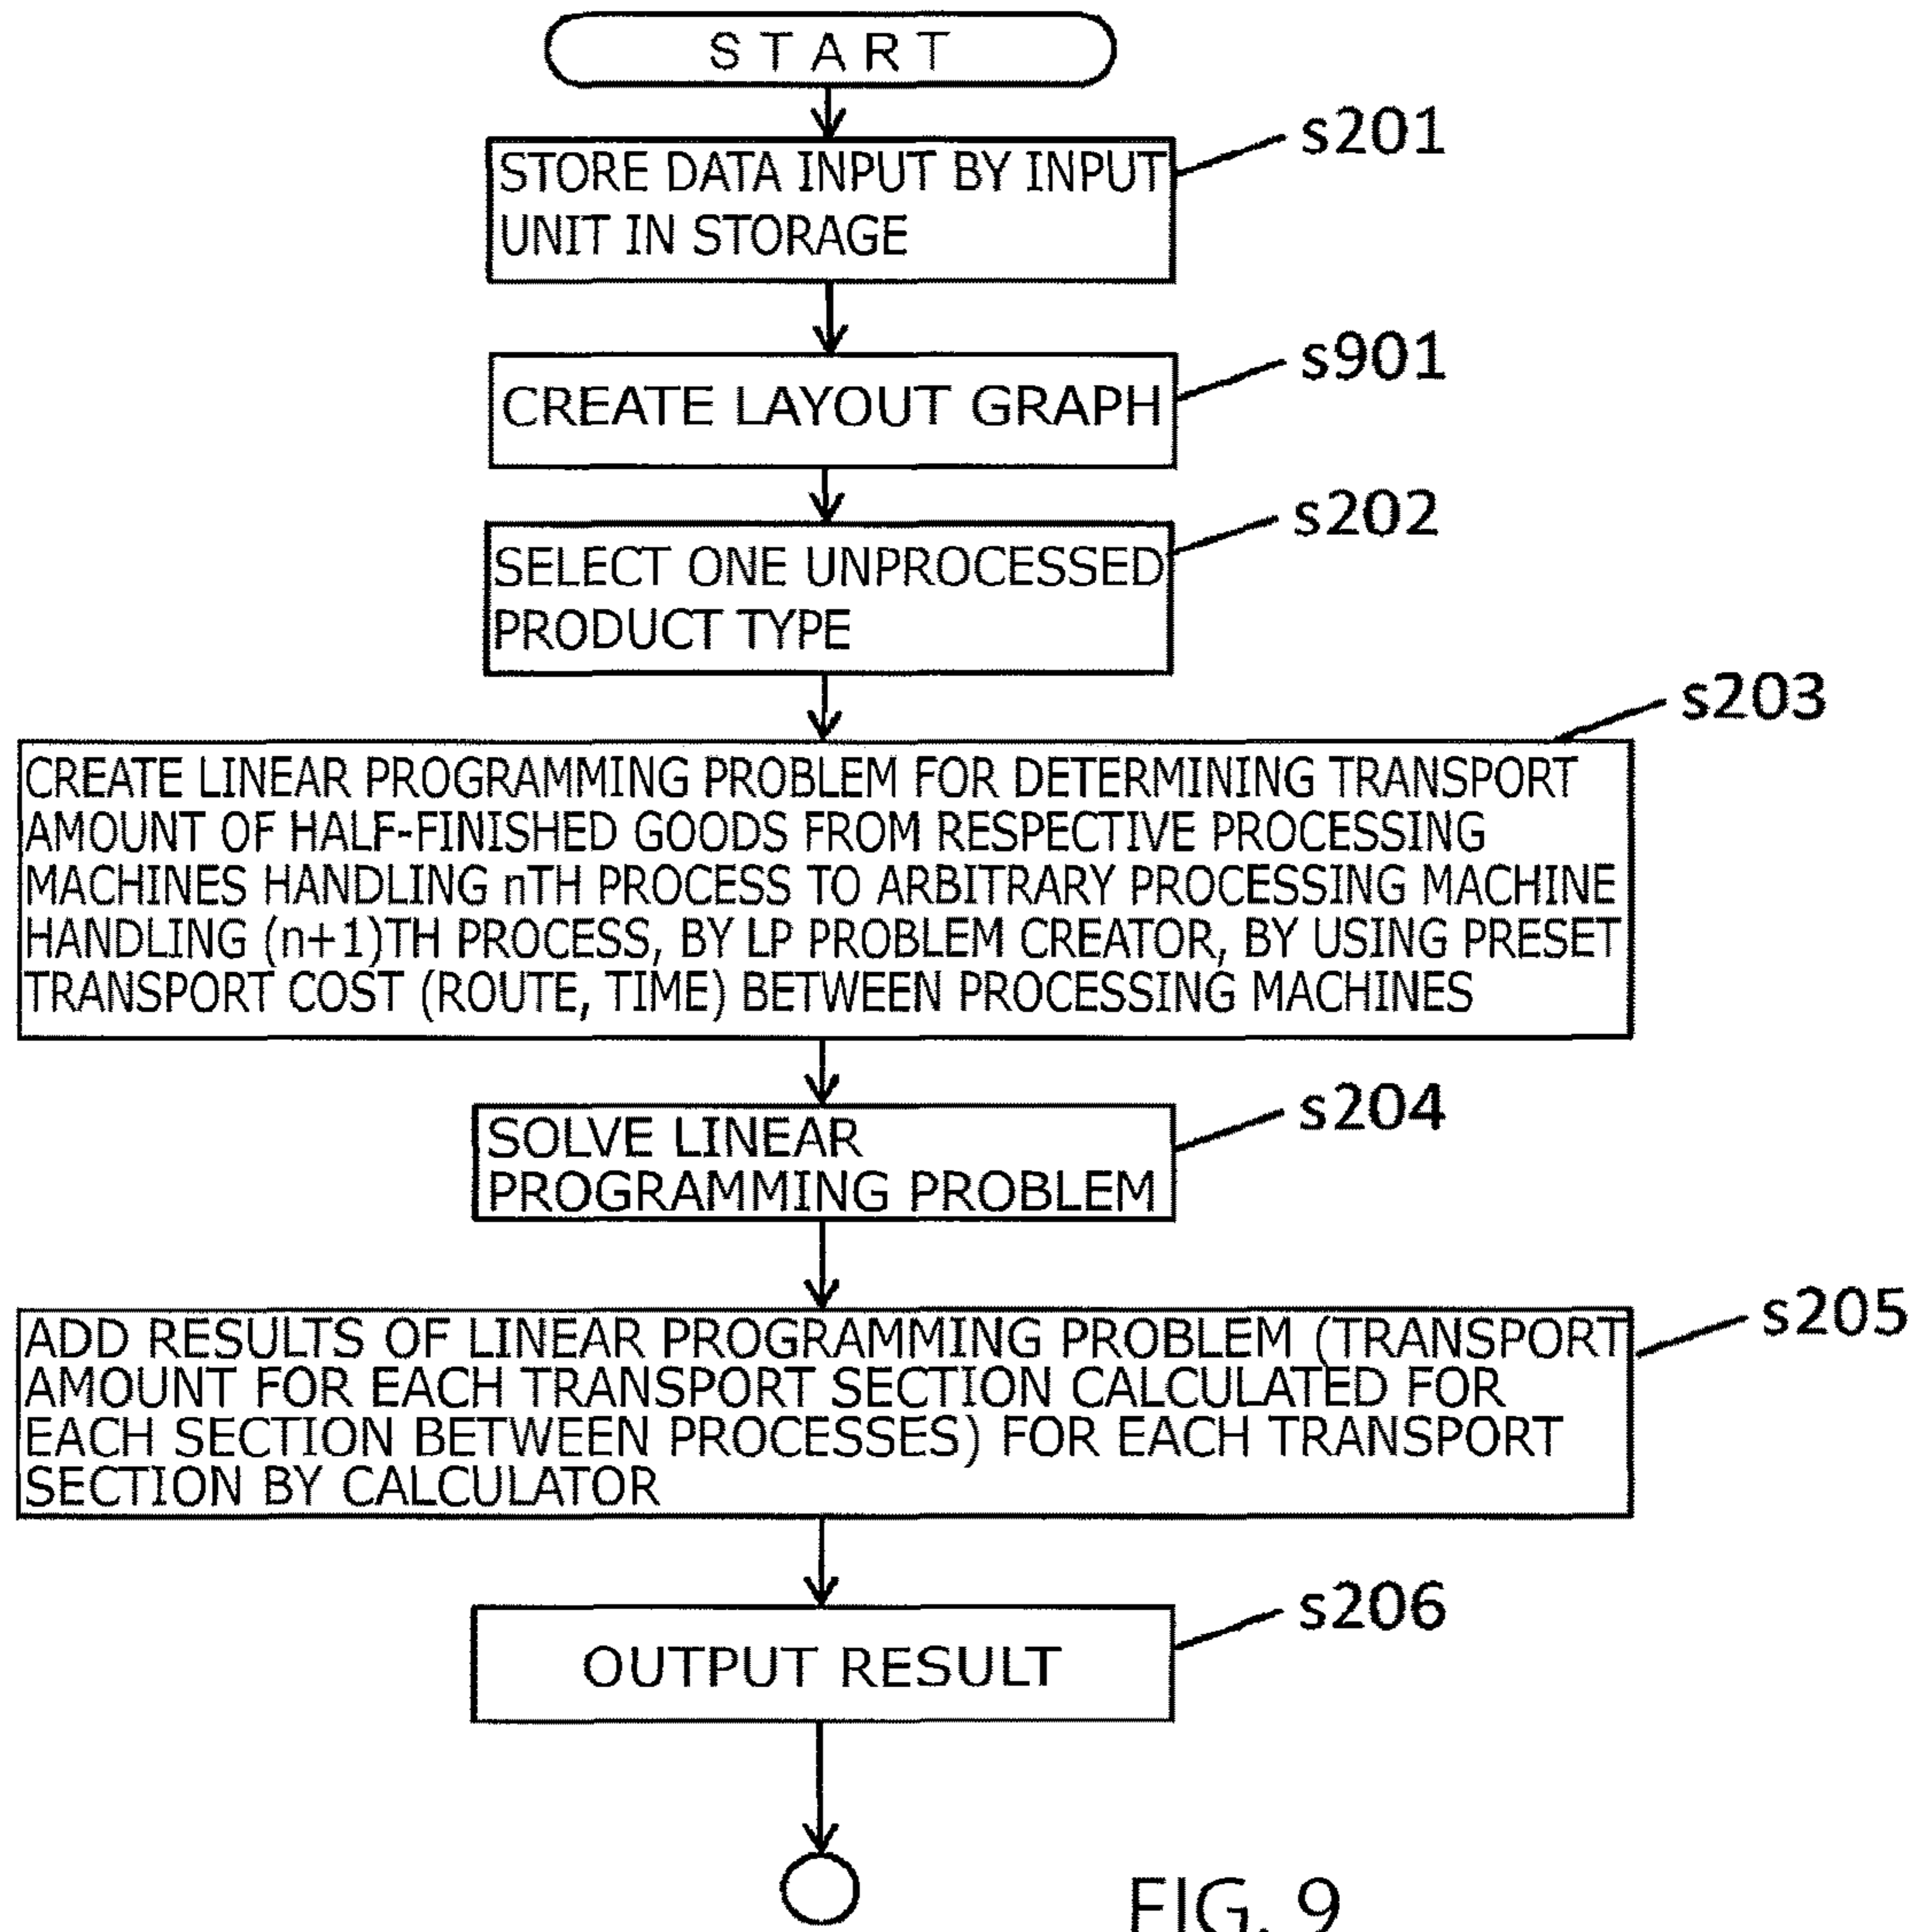 START
s201
STORE DATA INPUT BY INPUT
UNIT IN STORAGE
s901
CREATE LAYOUT GRAPH
s202
SELECT ONE UNPROCESSED
PRODUCT TYPE
s203
CREATE LINEAR PROGRAMMING PROBLEM FOR DETERMINING TRANSPORT
AMOUNT OF HALF-FINISHED GOODS FROM RESPECTIVE PROCESSING
MACHINES HANDLING nTH PROCESS TO ARBITRARY PROCESSING MACHINE
HANDLING (n+1)TH PROCESS, BY LP PROBLEM CREATOR, BY USING PRESET
TRANSPORT COST (ROUTE, TIME) BETWEEN PROCESSING MACHINES
s204
SOLVE LINEAR
PROGRAMMING PROBLEM
s205
ADD RESULTS OF LINEAR PROGRAMMING PROBLEM (TRANSPORT
AMOUNT FOR EACH TRANSPORT SECTION CALCULATED FOR
EACH SECTION BETWEEN PROCESSES) FOR EACH TRANSPORT
SECTION BY CALCULATOR
s206
OUTPUT RESULT
FIG. 9